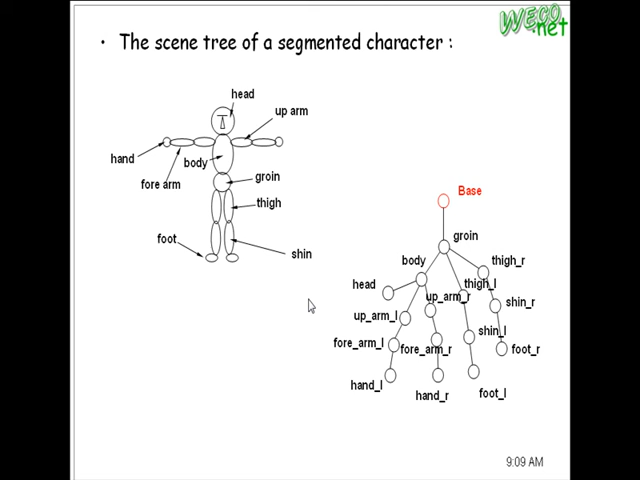 WECO
.net
• The scene tree of a segmented character :
head
up arm
hand
body
fore arm
groin
thigh
foot
shin
Base
groin
body
thigh_r
head
thigh_l
up_arm_r
shin_r
up_arm_l
shin_l
fore_arm_l
fore_arm_r
foot_r
hand_l
hand_r
foot_l
9:09 AM